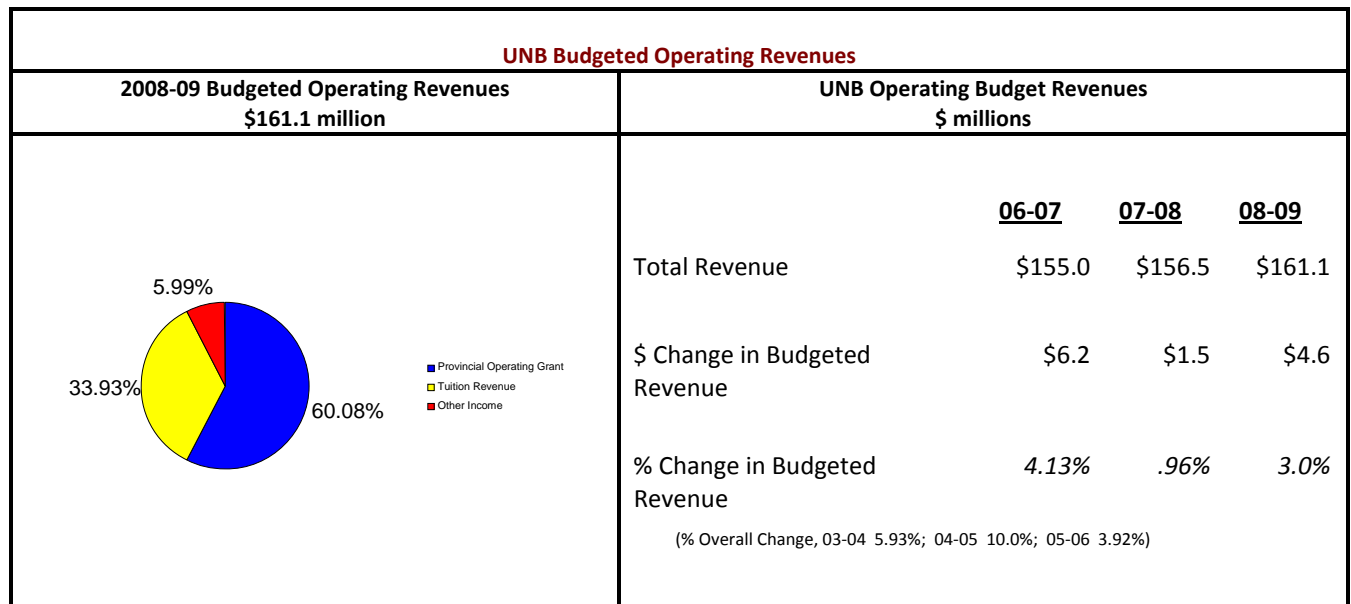 UNB Budgeted Operating Revenues
2008-09 Budgeted Operating Revenues
$161.1 million
UNB Operating Budget Revenues
$ millions
5.99%
33.93%
60.08%
Provincial Operating Grant
Tuition Revenue
Other Income
06-07 07-08 08-09
Total Revenue $155.0 $156.5 $161.1
$ Change in Budgeted $6.2 $1.5 $4.6
Revenue
% Change in Budgeted 4.13% .96% 3.0%
Revenue
(% Overall Change, 03-04 5.93%; 04-05 10.0%; 05-06 3.92%)